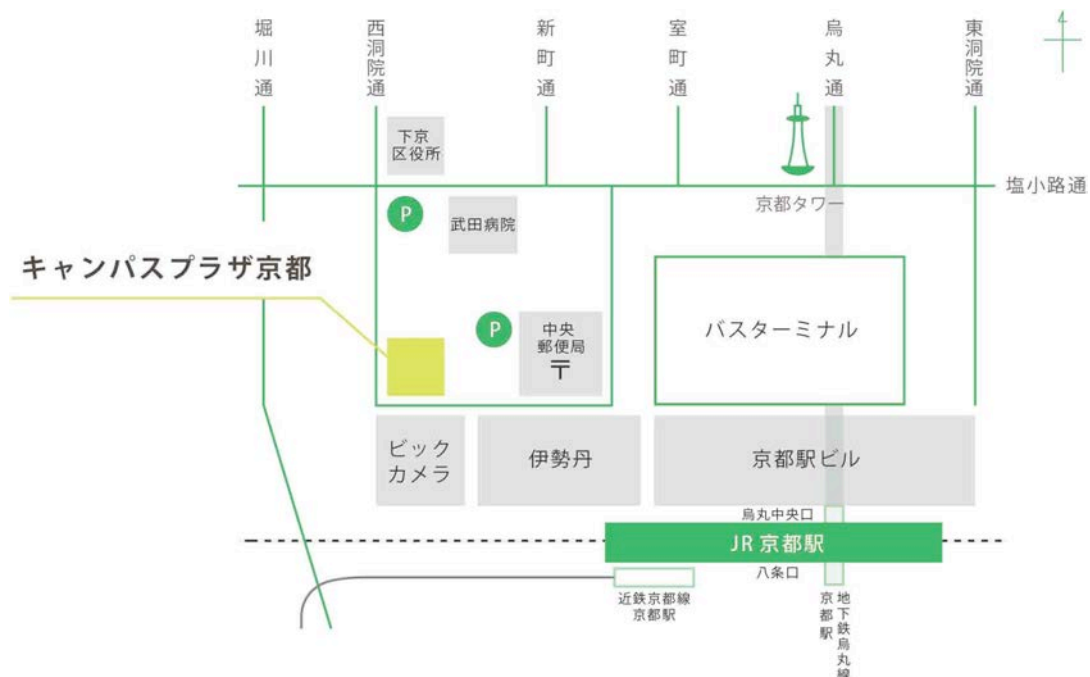 堀川通
西洞院通
新町通
室町通
烏丸通
東洞院通
下京
区役所
塩小路通
P
武田病院
京都タワー
キャンパスプラザ京都
P
中央
郵便局
〒
バスターミナル
ビック
カメラ
伊勢丹
京都駅ビル
烏丸中央口
JR 京都駅
八条口
近鉄京都線
京都駅
地下鉄烏丸線
京都駅